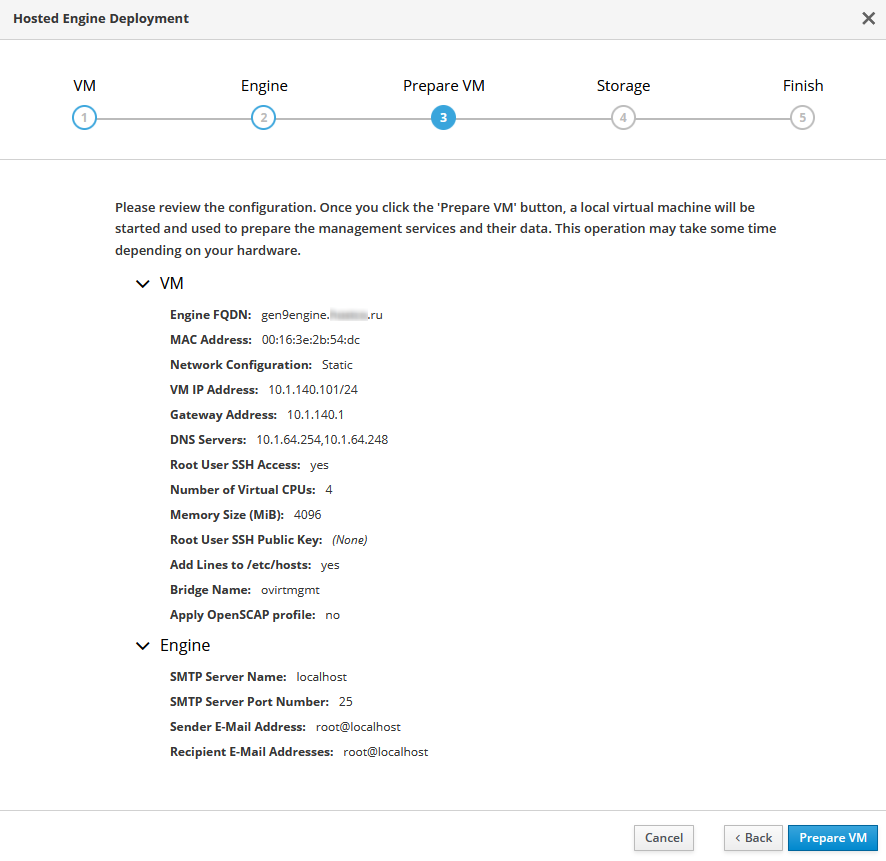 Hosted Engine Deployment
VM
Engine
Prepare VM
Storage
Finish
1
2
3
4
5
Please review the configuration. Once you click the 'Prepare VM' button, a local virtual machine will be
started and used to prepare the management services and their data. This operation may take some time
depending on your hardware.
VM
Engine FQDN: gen9engine. .ru
MAC Address: 00:16:3e:2b:54:dc
Network Configuration: Static
VM IP Address: 10.1.140.101/24
Gateway Address: 10.1.140.1
DNS Servers: 10.1.64.254,10.1.64.248
Root User SSH Access: yes
Number of Virtual CPUs: 4
Memory Size (MiB): 4096
Root User SSH Public Key: (None)
Add Lines to /etc/hosts: yes
Bridge Name: ovirtmgmt
Apply OpenSCAP profile: no
Engine
SMTP Server Name: localhost
SMTP Server Port Number: 25
Sender E-Mail Address: root@localhost
Recipient E-Mail Addresses: root@localhost
Cancel
‹ Back
Prepare VM